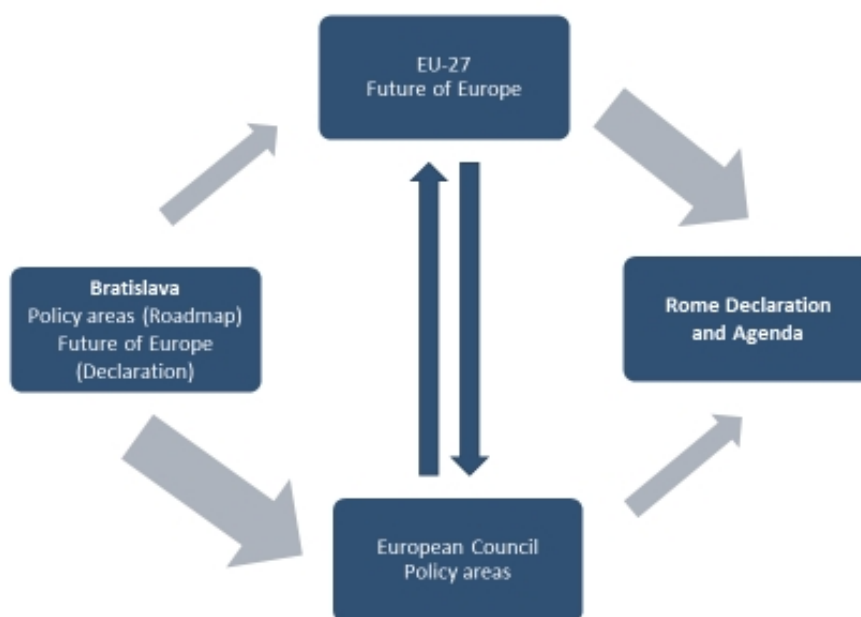 EU-27
Future of Europe
Bratislava
Policy areas (Roadmap)
Future of Europe
(Declaration)
Rome Declaration
and Agenda
European Council
Policy areas